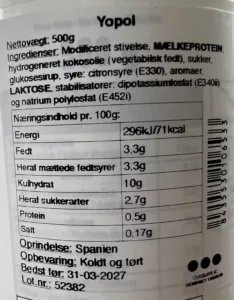 Yopol
Nettovægt: 500g
Ingredienser: Modificeret stivelse, MÆLKEPROTEIN
hydrogeneret kokosolie (vegetabilsk fedt), sukker,
glukosesirup, syre: citronsyre (E330), aromaer,
LAKTOSE, stabilisatorer: dipotassiumfosfat (E340ii)
og natrium polyfosfat (E452i)
Næringsindhold pr. 100g:
Energi 296kJ/71kcal
Fedt 3,3g
Heraf mættede fedtsyrer 3,3g
Kulhydrat 10g
Heraf sukkerarter 2,7g
Protein 0,5g
Salt 0,17g
Oprindelse: Spanien
Opbevaring: Koldt og tørt
Bedst før: 31-03-2027
Lot.nr.: 52382